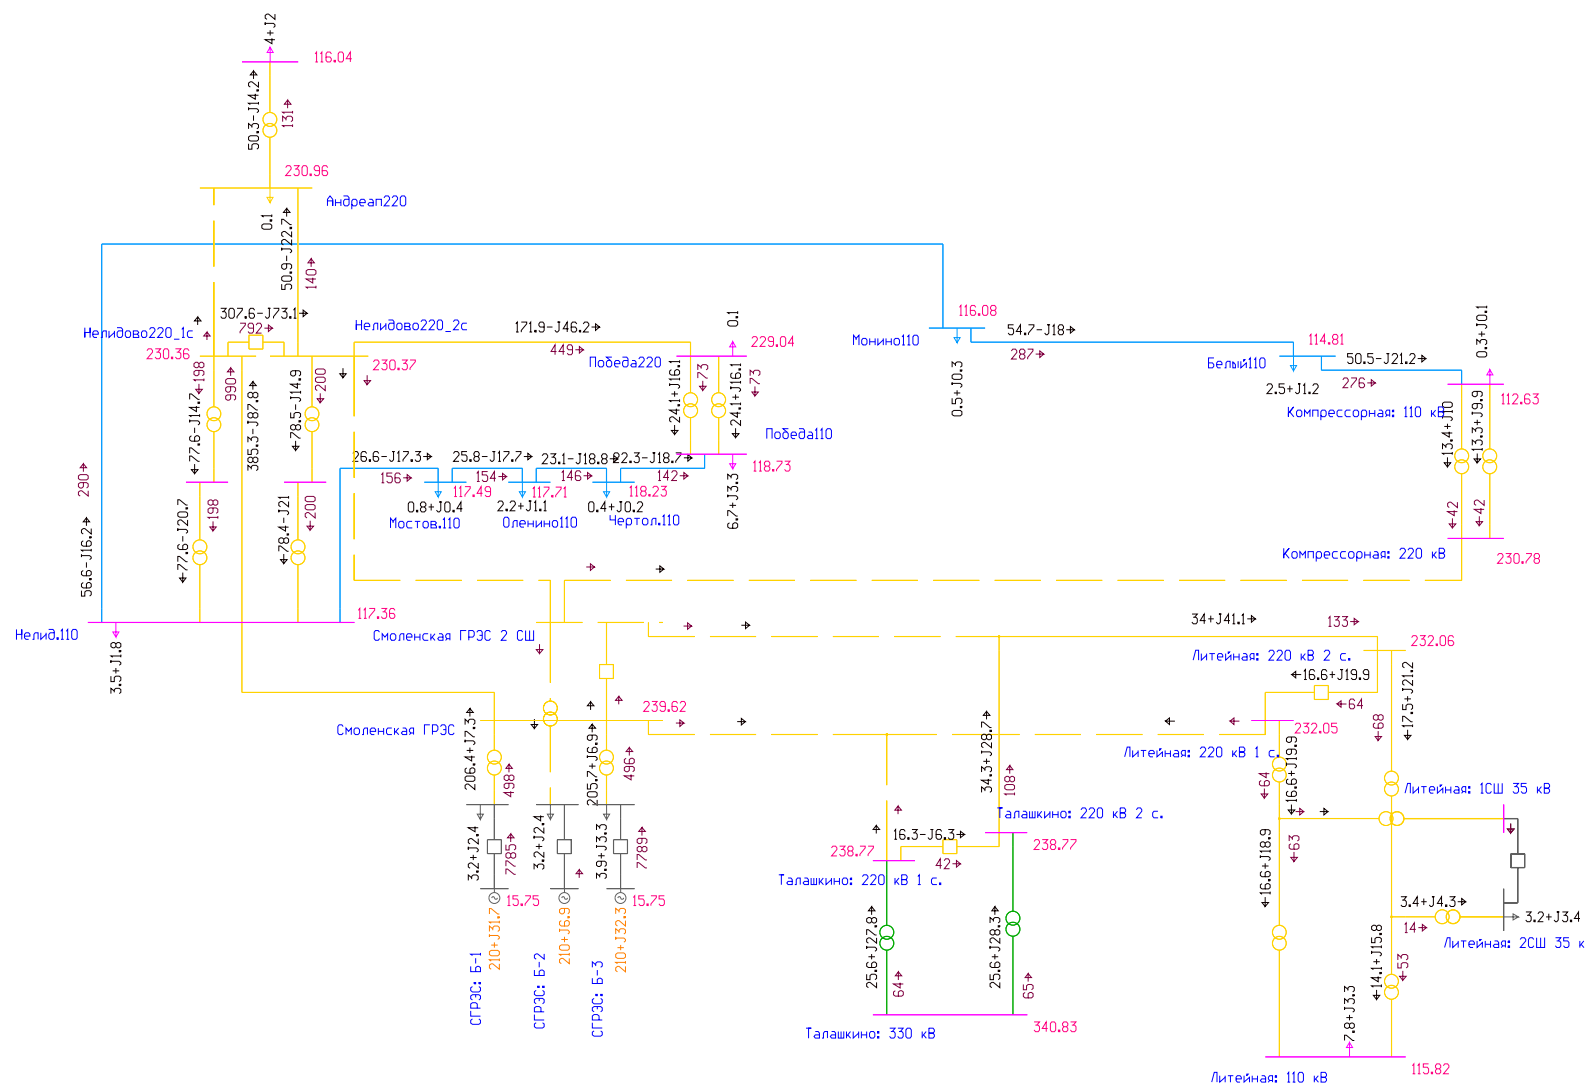 4+J2
116.04
50.3-J14.2
131
230.96
Андреап220
0.1
50.9-J22.7
140
307.6-J73.1
792
Нелидово220_1с
230.36
Нелидово220_2с
230.37
171.9-J46.2
449
0.1
229.04
Победа220
198
990
385.3-J87.8
77.6-J14.7
78.5-J14.9
200
73
73
24.1+J16.1
24.1+J16.1
Победа110
118.73
6.7+J3.3
26.6-J17.3
156
25.8-J17.7
154
23.1-J18.8
146
22.3-J18.7
142
117.49
117.71
118.23
0.8+J0.4
2.2+J1.1
0.4+J0.2
Мостов.110
Оленино110
Чертол.110
198
77.6-J20.7
200
78.4-J21
290
56.6-J16.2
117.36
Нелид.110
3.5+J1.8
116.08
Монино110
0.5+J0.3
54.7-J18
287
114.81
Белый110
2.5+J1.2
50.5-J21.2
276
0.3+J0.1
112.63
Компрессорная: 110 кВ
13.4+J10
13.3+J9.9
42
42
Компрессорная: 220 кВ
230.78
Смоленская ГРЭС 2 СШ
Смоленская ГРЭС
239.62
206.4+J7.3
498
205.7+J6.9
496
3.2+J2.4
7785
3.2+J2.4
3.9+J3.3
7789
15.75
15.75
210+J31.7
210+J6.9
210+J32.3
СГРЭС: Б-1
СГРЭС: Б-2
СГРЭС: Б-3
34+J41.1
133
232.06
Литейная: 220 кВ 2 с.
16.6+J19.9
64
232.05
Литейная: 220 кВ 1 с.
68
17.5+J21.2
64
16.6+J19.9
Литейная: 1СШ 35 кВ
63
16.6+J18.9
3.4+J4.3
14
3.2+J3.4
Литейная: 2СШ 35 к
14.1+J15.8
53
7.8+J3.3
115.82
Литейная: 110 кВ
34.3+J28.7
108
Талашкино: 220 кВ 2 с.
16.3-J6.3
42
238.77
238.77
Талашкино: 220 кВ 1 с.
25.6+J27.8
64
25.6+J28.3
65
Талашкино: 330 кВ
340.83